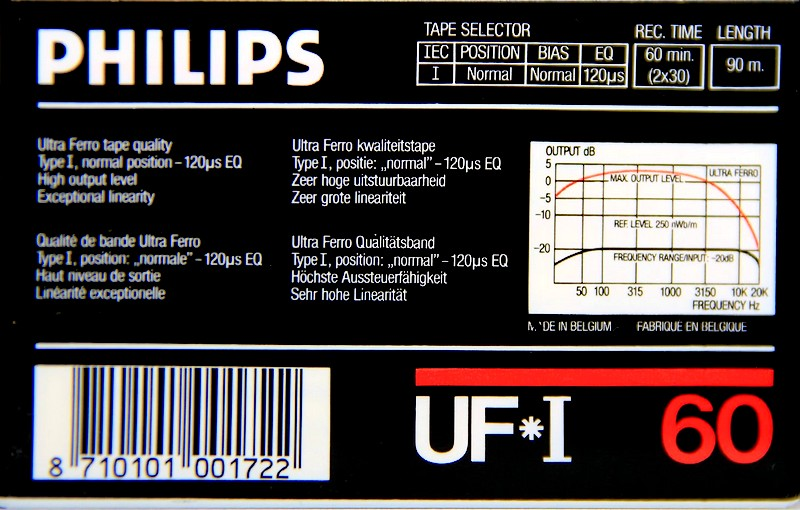 PHILIPS
TAPE SELECTOR
IEC POSITION BIAS EQ
I Normal Normal 120µs
REC. TIME
60 min.
(2x30)
LENGTH
90 m.
Ultra Ferro tape quality
Type I, normal position – 120µs EQ
High output level
Exceptional linearity
Ultra Ferro kwaliteitstape
Type I, positie: „normal” – 120µs EQ
Zeer hoge uitstuurbaarheid
Zeer grote lineariteit
Qualité de bande Ultra Ferro
Type I, position: „normale” – 120µs EQ
Haut niveau de sortie
Linéarité exceptionelle
Ultra Ferro Qualitätsband
Type I, position: „normal” – 120µs EQ
Höchste Aussteuerfähigkeit
Sehr hohe Linearität
OUTPUT dB
5
0
-5
-10
-20
ULTRA FERRO
MAX. OUTPUT LEVEL
REF. LEVEL 250 nWb/m
FREQUENCY RANGE/INPUT: -20dB
50 100 315 1000 3150 10K 20K
FREQUENCY Hz
MADE IN BELGIUM FABRIQUE EN BELGIQUE
8 710101 001722
UF*I 60